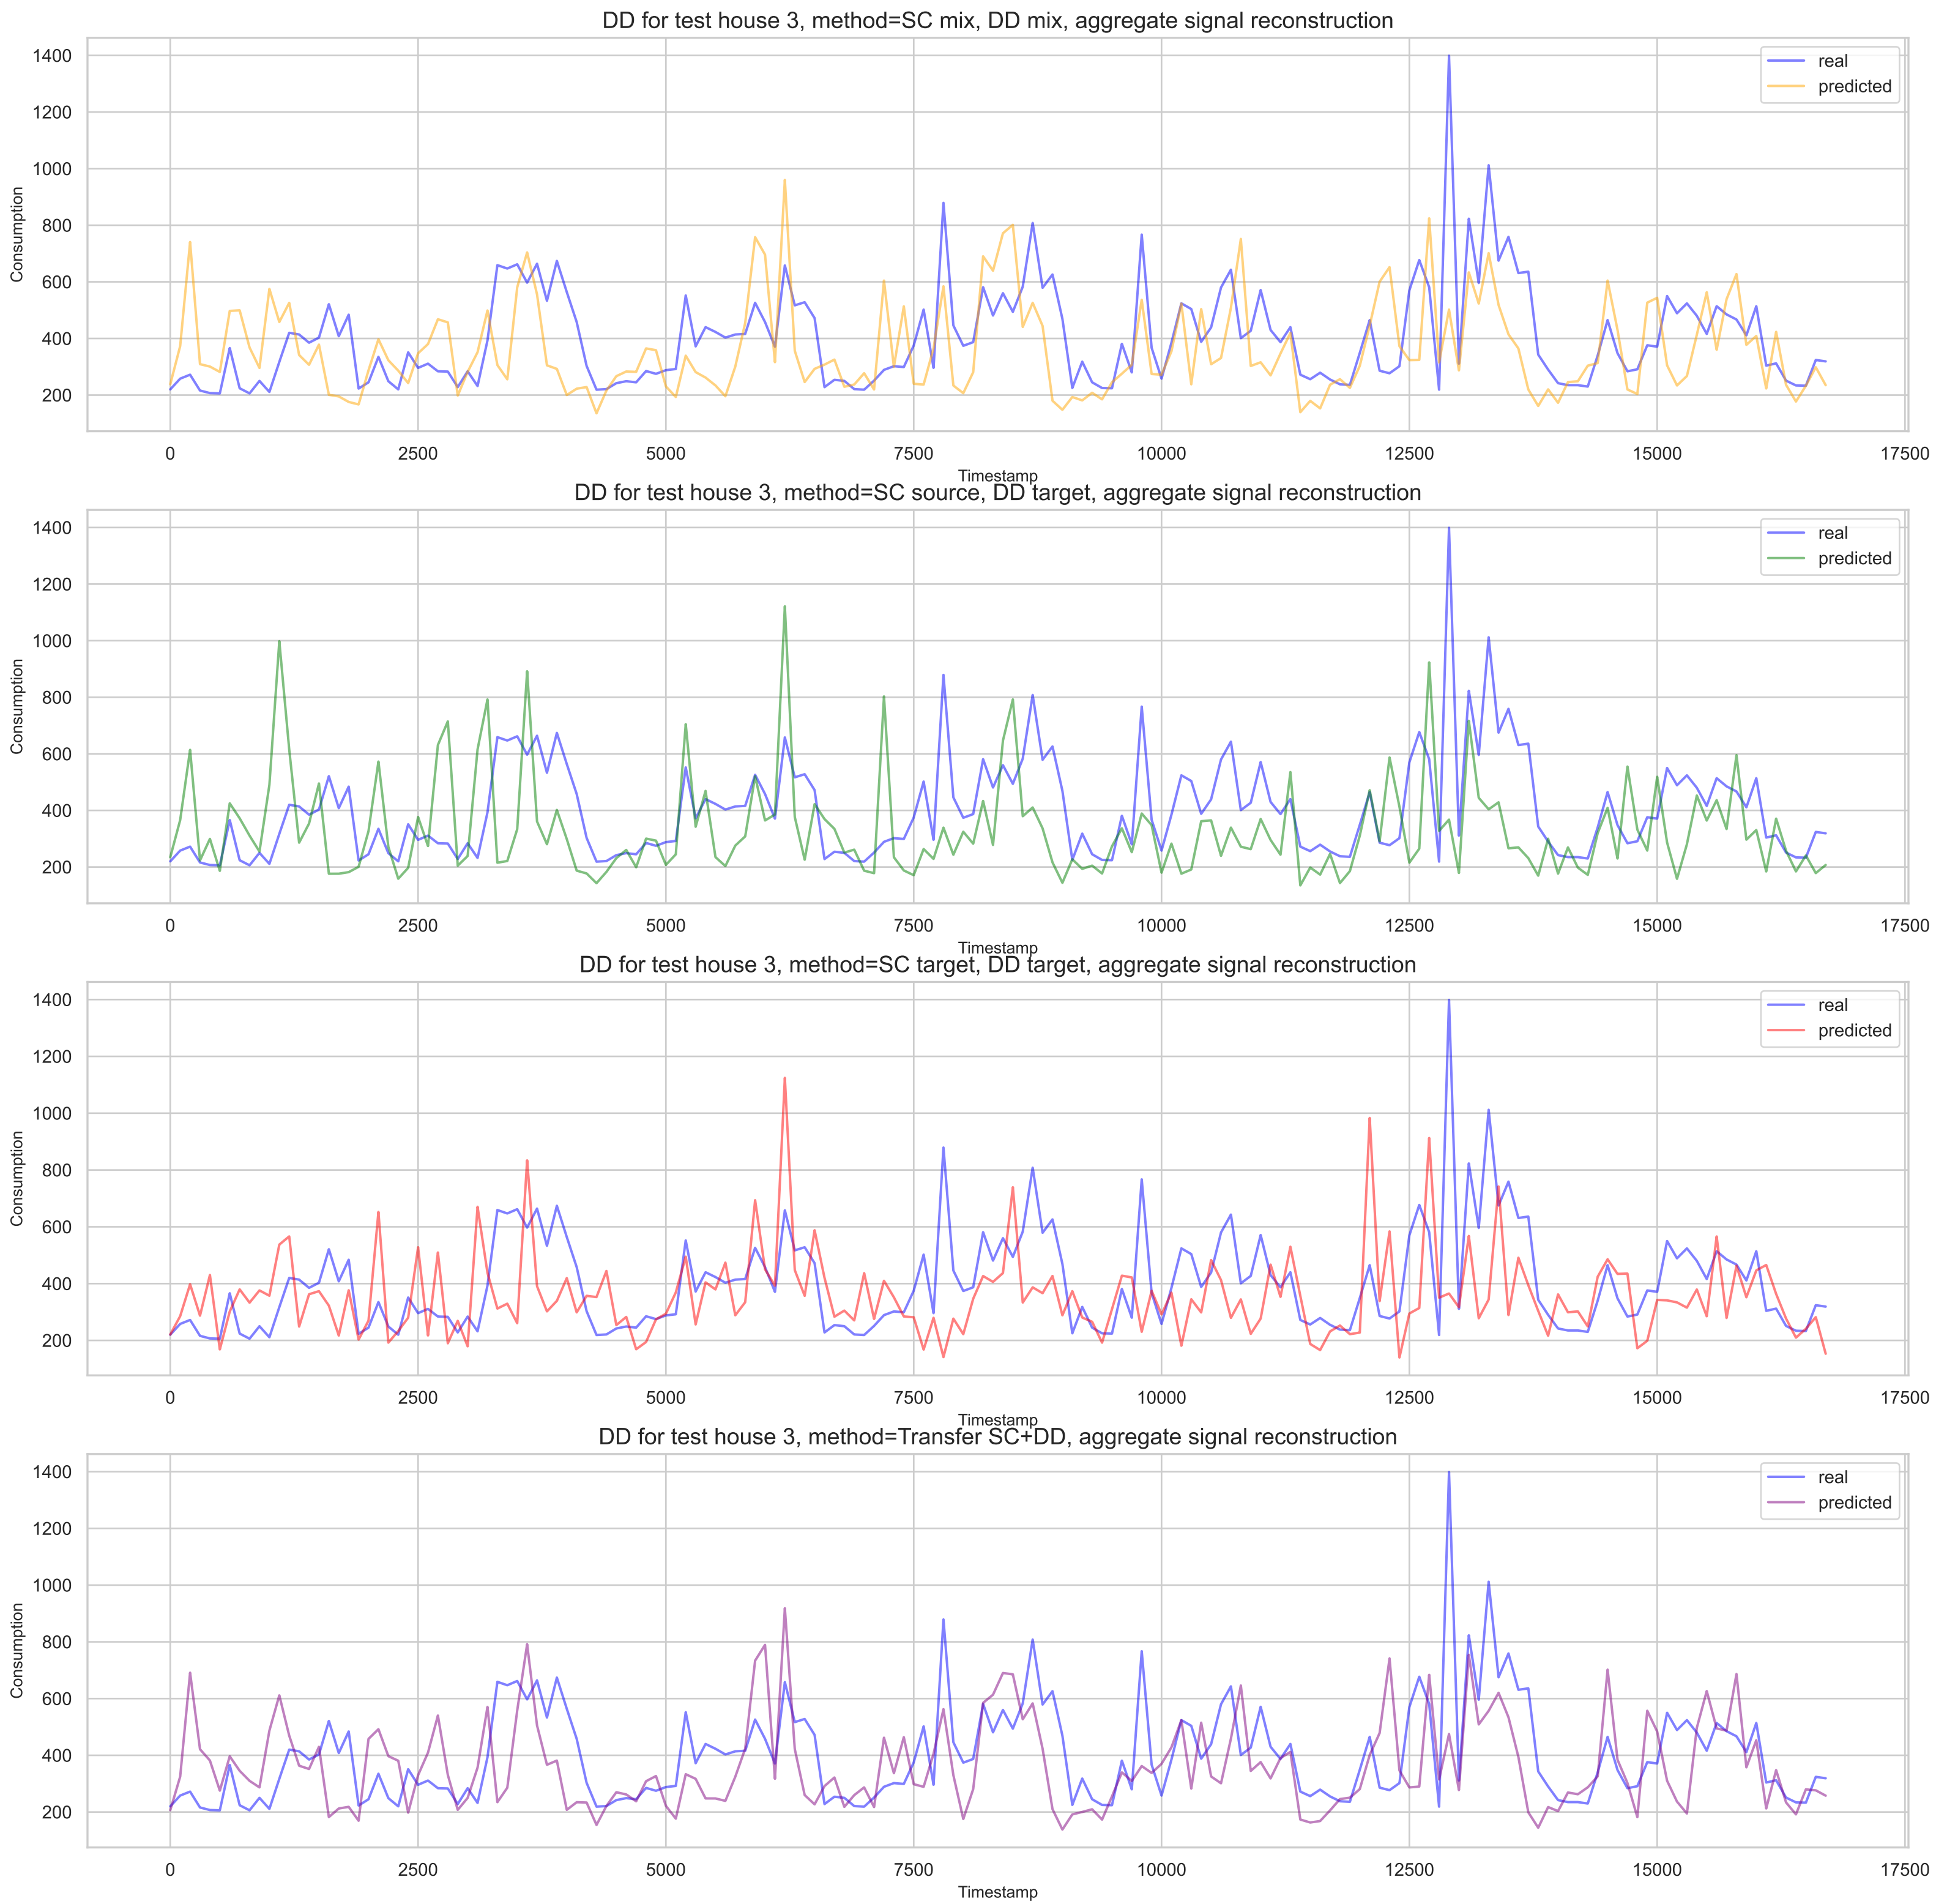 DD for test house 3, method=SC mix, DD mix, aggregate signal reconstruction
1400
1200
1000
800
600
400
200
Consumption
real
predicted
0 2500 5000 7500 10000 12500 15000 17500
Timestamp
DD for test house 3, method=SC source, DD target, aggregate signal reconstruction
1400
1200
1000
800
600
400
200
Consumption
real
predicted
0 2500 5000 7500 10000 12500 15000 17500
Timestamp
DD for test house 3, method=SC target, DD target, aggregate signal reconstruction
1400
1200
1000
800
600
400
200
Consumption
real
predicted
0 2500 5000 7500 10000 12500 15000 17500
Timestamp
DD for test house 3, method=Transfer SC+DD, aggregate signal reconstruction
1400
1200
1000
800
600
400
200
Consumption
real
predicted
0 2500 5000 7500 10000 12500 15000 17500
Timestamp